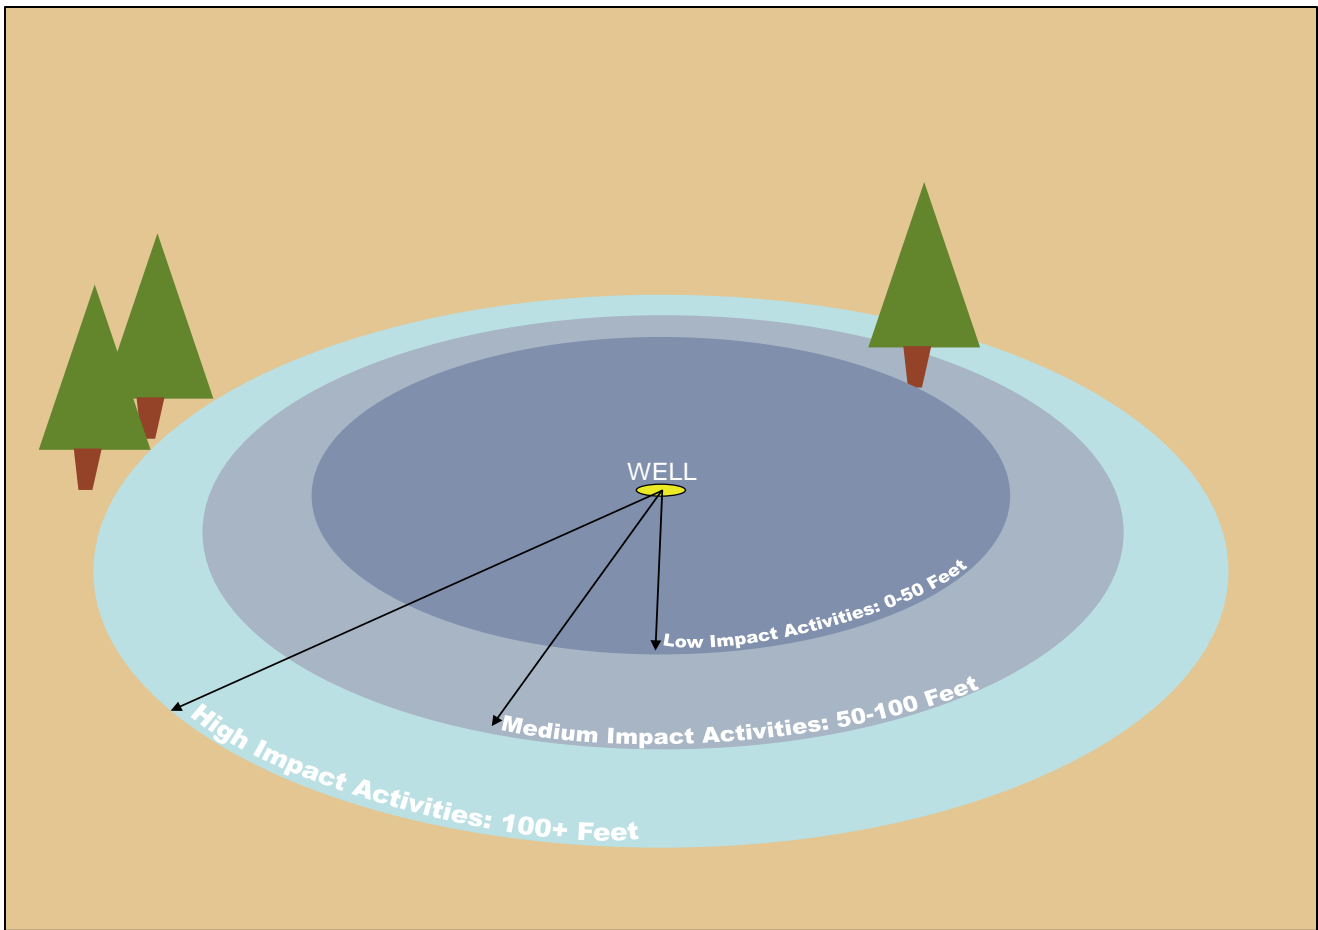 WELL
Low Impact Activities: 0-50 Feet
Medium Impact Activities: 50-100 Feet
High Impact Activities: 100+ Feet